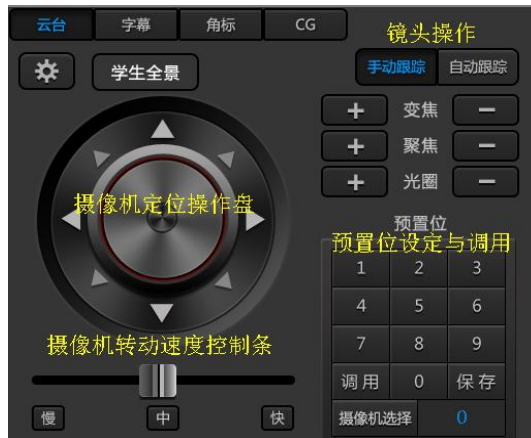 云台 字幕 角标 CG
镜头操作
学生全景 手动跟踪 自动跟踪
+ 变焦 −
+ 聚焦 −
+ 光圈 −
摄像机定位操作盘
预置位
预置位设定与调用
1 2 3
4 5 6
7 8 9
调用 0 保存
摄像机选择 0
摄像机转动速度控制条
慢 中 快